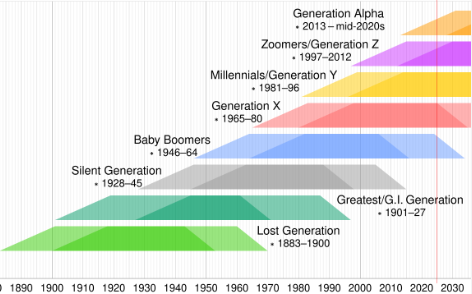 Generation Alpha
★ 2013 – mid-2020s
Zoomers/Generation Z
★ 1997–2012
Millennials/Generation Y
★ 1981–96
Generation X
★ 1965–80
Baby Boomers
★ 1946–64
Silent Generation
★ 1928–45
Greatest/G.I. Generation
★ 1901–27
Lost Generation
★ 1883–1900
1890 1900 1910 1920 1930 1940 1950 1960 1970 1980 1990 2000 2010 2020 2030